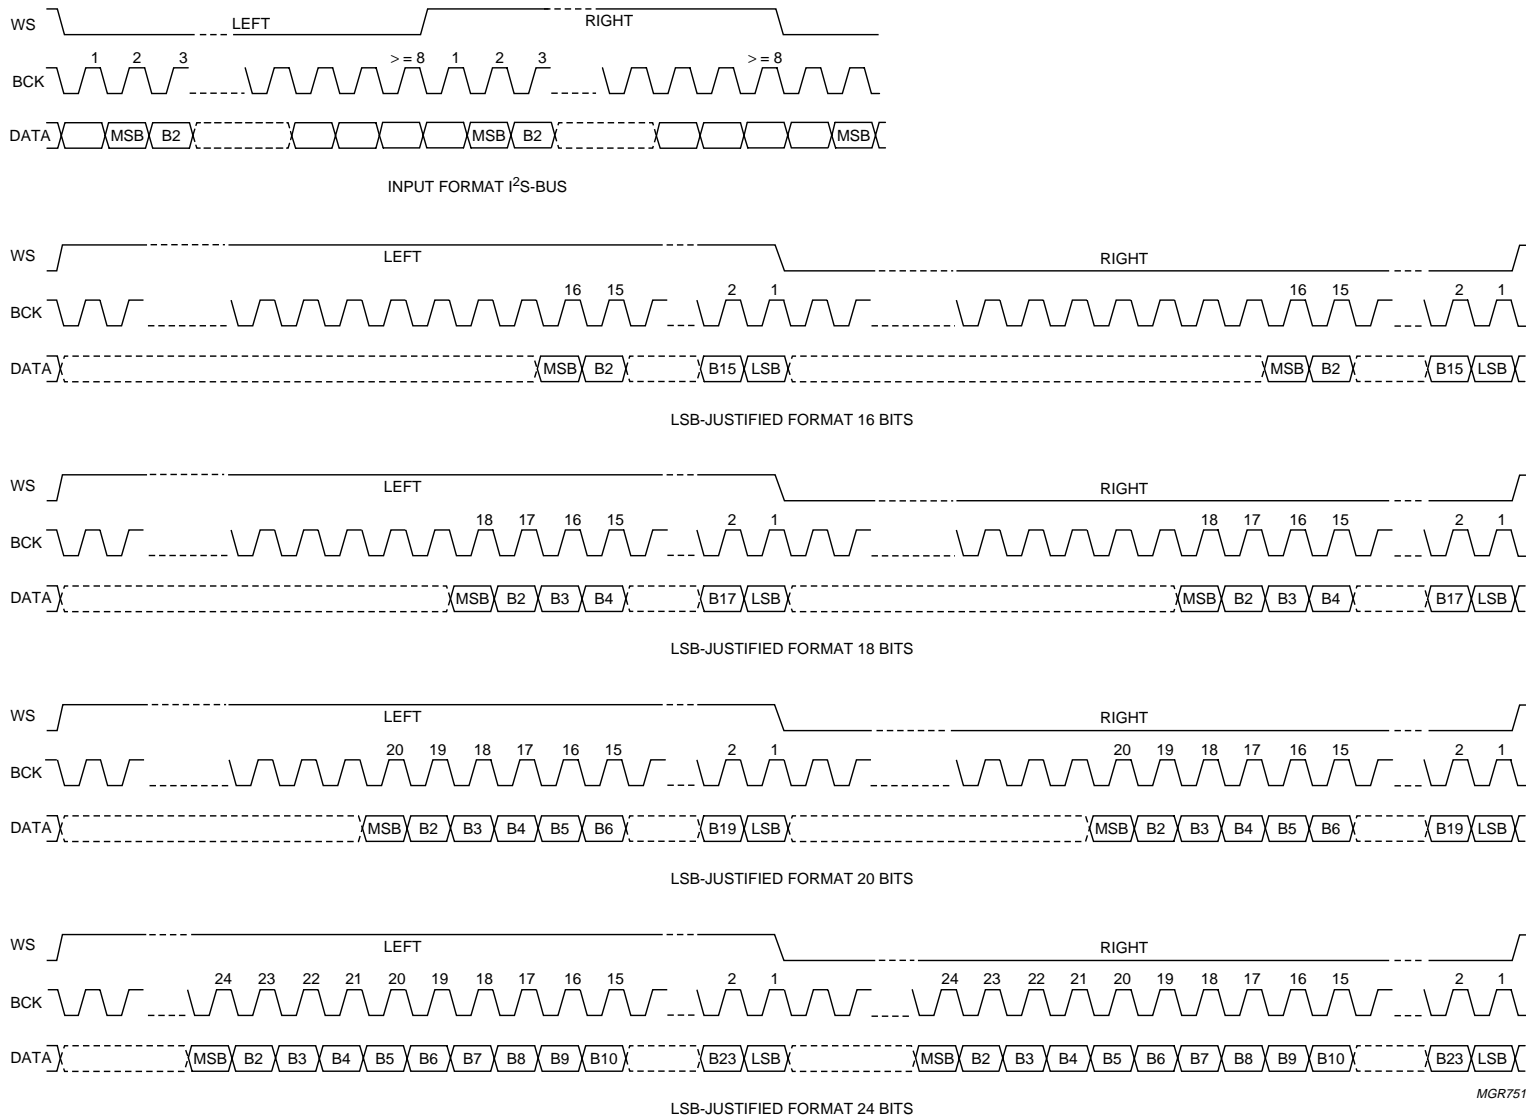 WS LEFT RIGHT
BCK 1 2 3 > = 8 1 2 3 > = 8
DATA MSB B2 MSB B2 MSB
INPUT FORMAT I²S-BUS
WS LEFT RIGHT
BCK 16 15 2 1 16 15 2 1
DATA MSB B2 B15 LSB MSB B2 B15 LSB
LSB-JUSTIFIED FORMAT 16 BITS
WS LEFT RIGHT
BCK 18 17 16 15 2 1 18 17 16 15 2 1
DATA MSB B2 B3 B4 B17 LSB MSB B2 B3 B4 B17 LSB
LSB-JUSTIFIED FORMAT 18 BITS
WS LEFT RIGHT
BCK 20 19 18 17 16 15 2 1 20 19 18 17 16 15 2 1
DATA MSB B2 B3 B4 B5 B6 B19 LSB MSB B2 B3 B4 B5 B6 B19 LSB
LSB-JUSTIFIED FORMAT 20 BITS
WS LEFT RIGHT
BCK 24 23 22 21 20 19 18 17 16 15 2 1 24 23 22 21 20 19 18 17 16 15 2 1
DATA MSB B2 B3 B4 B5 B6 B7 B8 B9 B10 B23 LSB MSB B2 B3 B4 B5 B6 B7 B8 B9 B10 B23 LSB
MGR751
LSB-JUSTIFIED FORMAT 24 BITS